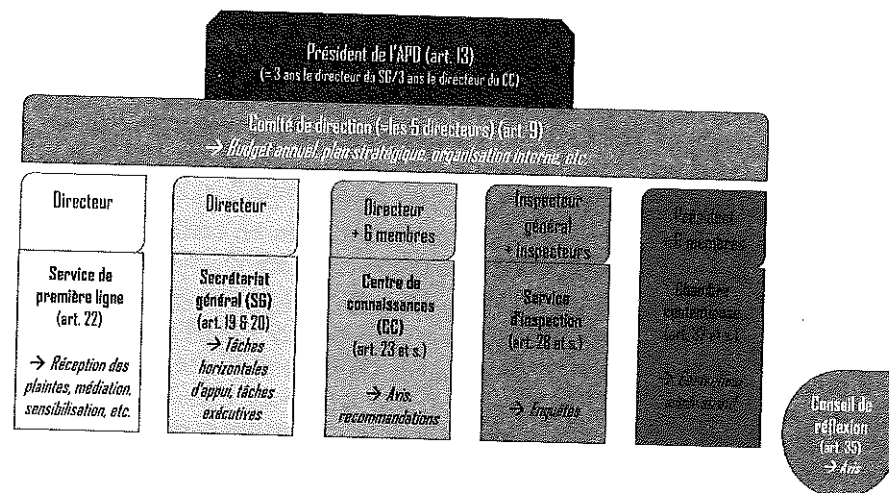 Président de l'APD (art. 13)
(= 3 ans le directeur du SG/3 ans le directeur du CC)
Comité de direction (=les 5 directeurs) (art. 9)
→ Budget annuel, plan stratégique, organisation interne, etc.
Directeur
Service de
première ligne
(art. 22)
→ Réception des
plaintes, médiation,
sensibilisation, etc.
Directeur
Secrétariat
général (SG)
(art. 19 & 20)
→ Tâches
horizontales
d'appui, tâches
exécutives
Directeur
+ 6 membres
Centre de
connaissances
(CC)
(art. 23 et s.)
→ Avis,
recommandations
Inspecteur
général
+ inspecteurs
Service
d'inspection
(art. 28 et s.)
→ Enquêtes
Président
+ 6 membres
Chambre
contentieuse
(art. et s.)
→
Conseil de
réflexion
(art. 35)
→ Avis